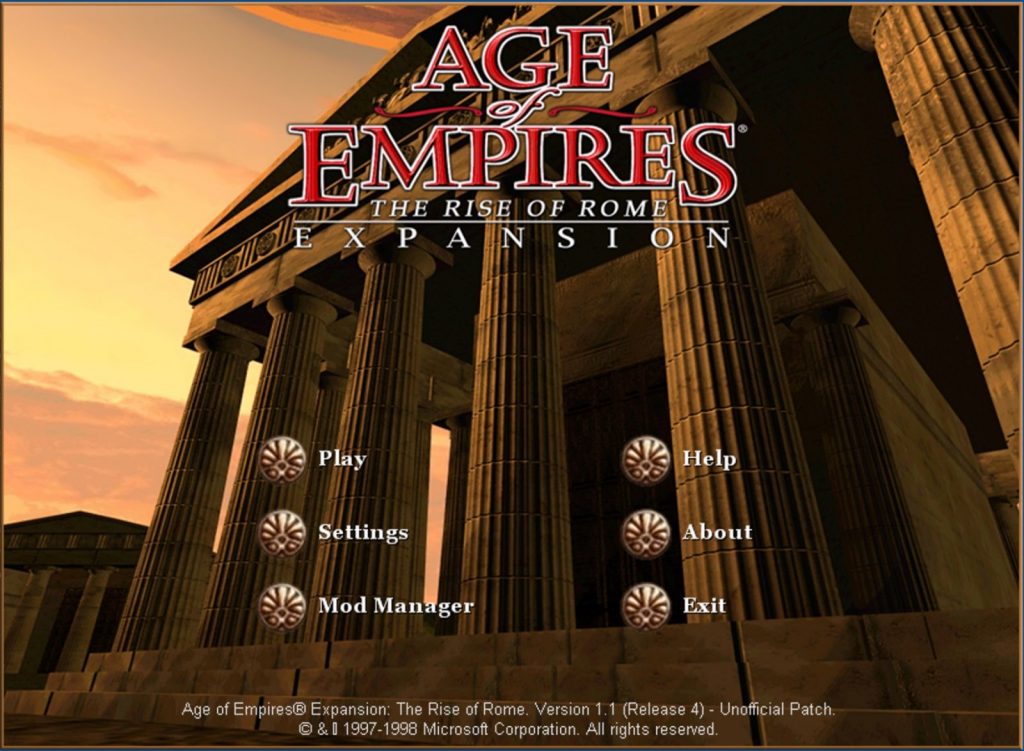 AGE
of
EMPIRES®
THE RISE OF ROME
EXPANSION
Play
Help
Settings
About
Mod Manager
Exit
Age of Empires® Expansion: The Rise of Rome. Version 1.1 (Release 4) - Unofficial Patch.
© & ▯ 1997-1998 Microsoft Corporation. All rights reserved.